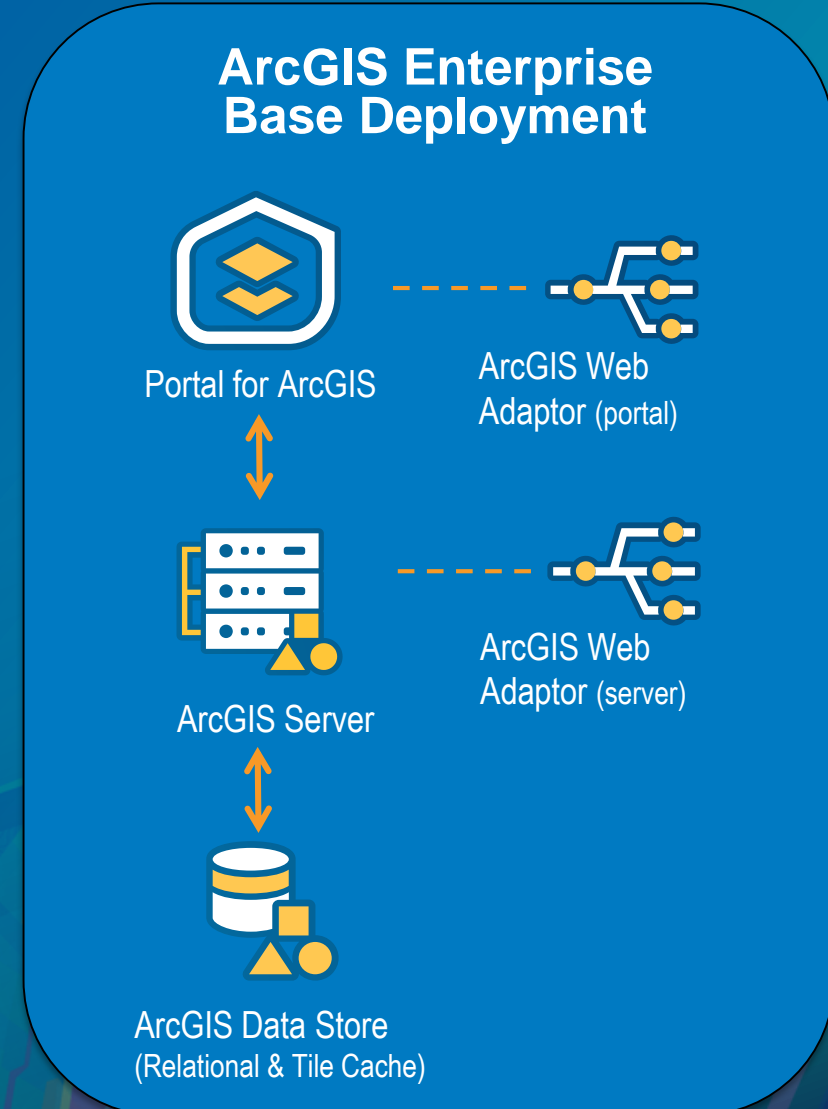 ArcGIS Enterprise
Base Deployment
Portal for ArcGIS
ArcGIS Web
Adaptor (portal)
ArcGIS Server
ArcGIS Web
Adaptor (server)
ArcGIS Data Store
(Relational & Tile Cache)